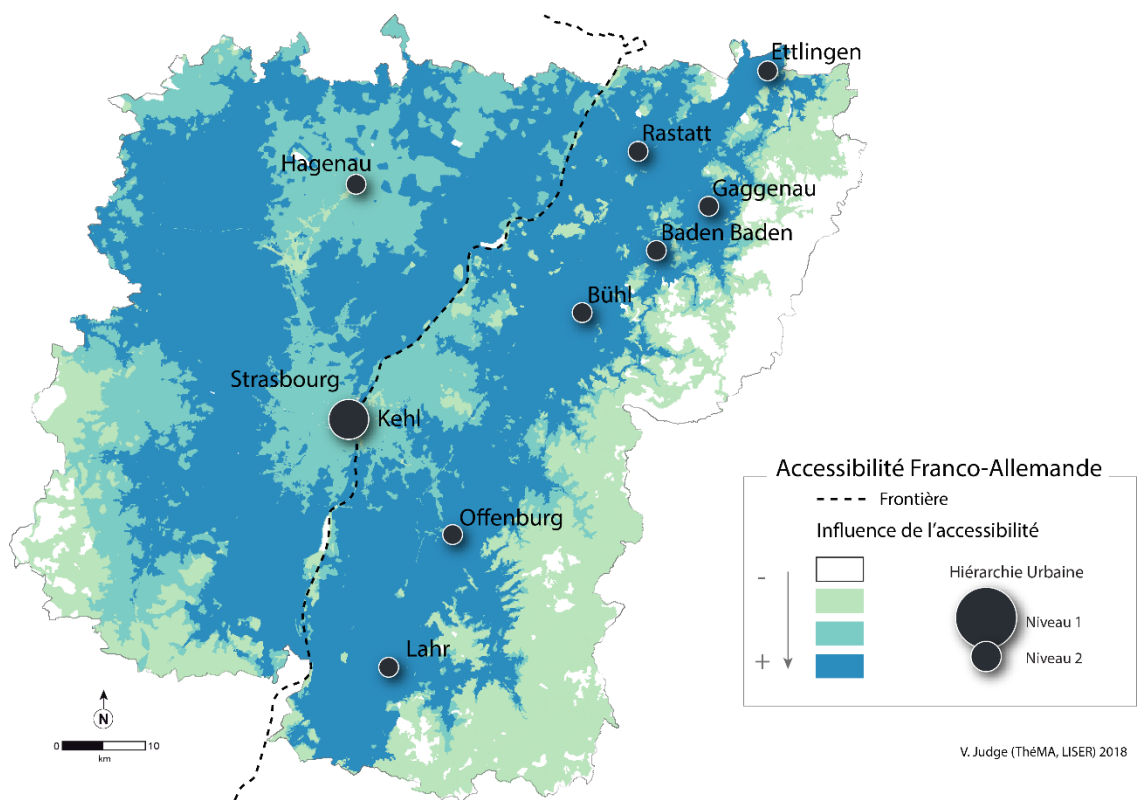 Ettlingen
Rastatt
Hagenau
Gaggenau
Baden Baden
Bühl
Strasbourg
Kehl
Offenburg
Lahr
N
0 10
km
Accessibilité Franco-Allemande
Frontière
Influence de l'accessibilité
-
+
Hiérarchie Urbaine
Niveau 1
Niveau 2
V. Judge (ThéMA, LISER) 2018